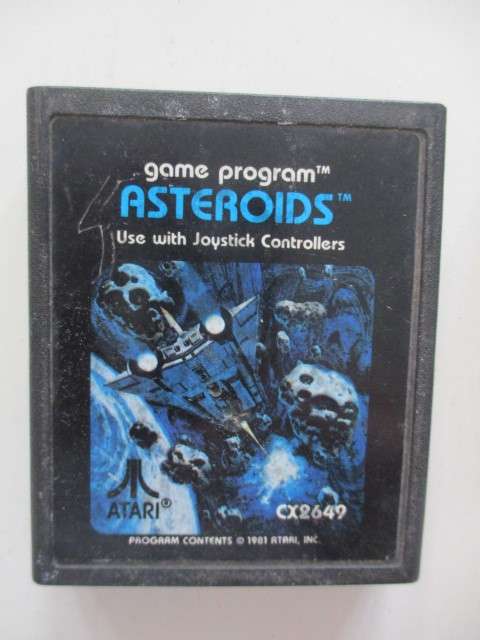 game program™
ASTEROIDS™
Use with Joystick Controllers
ATARI®
CX2649
PROGRAM CONTENTS © 1981 ATARI, INC.